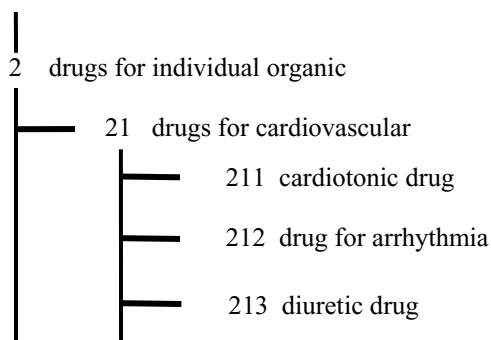 2 drugs for individual organic
21 drugs for cardiovascular
211 cardiotonic drug
212 drug for arrhythmia
213 diuretic drug